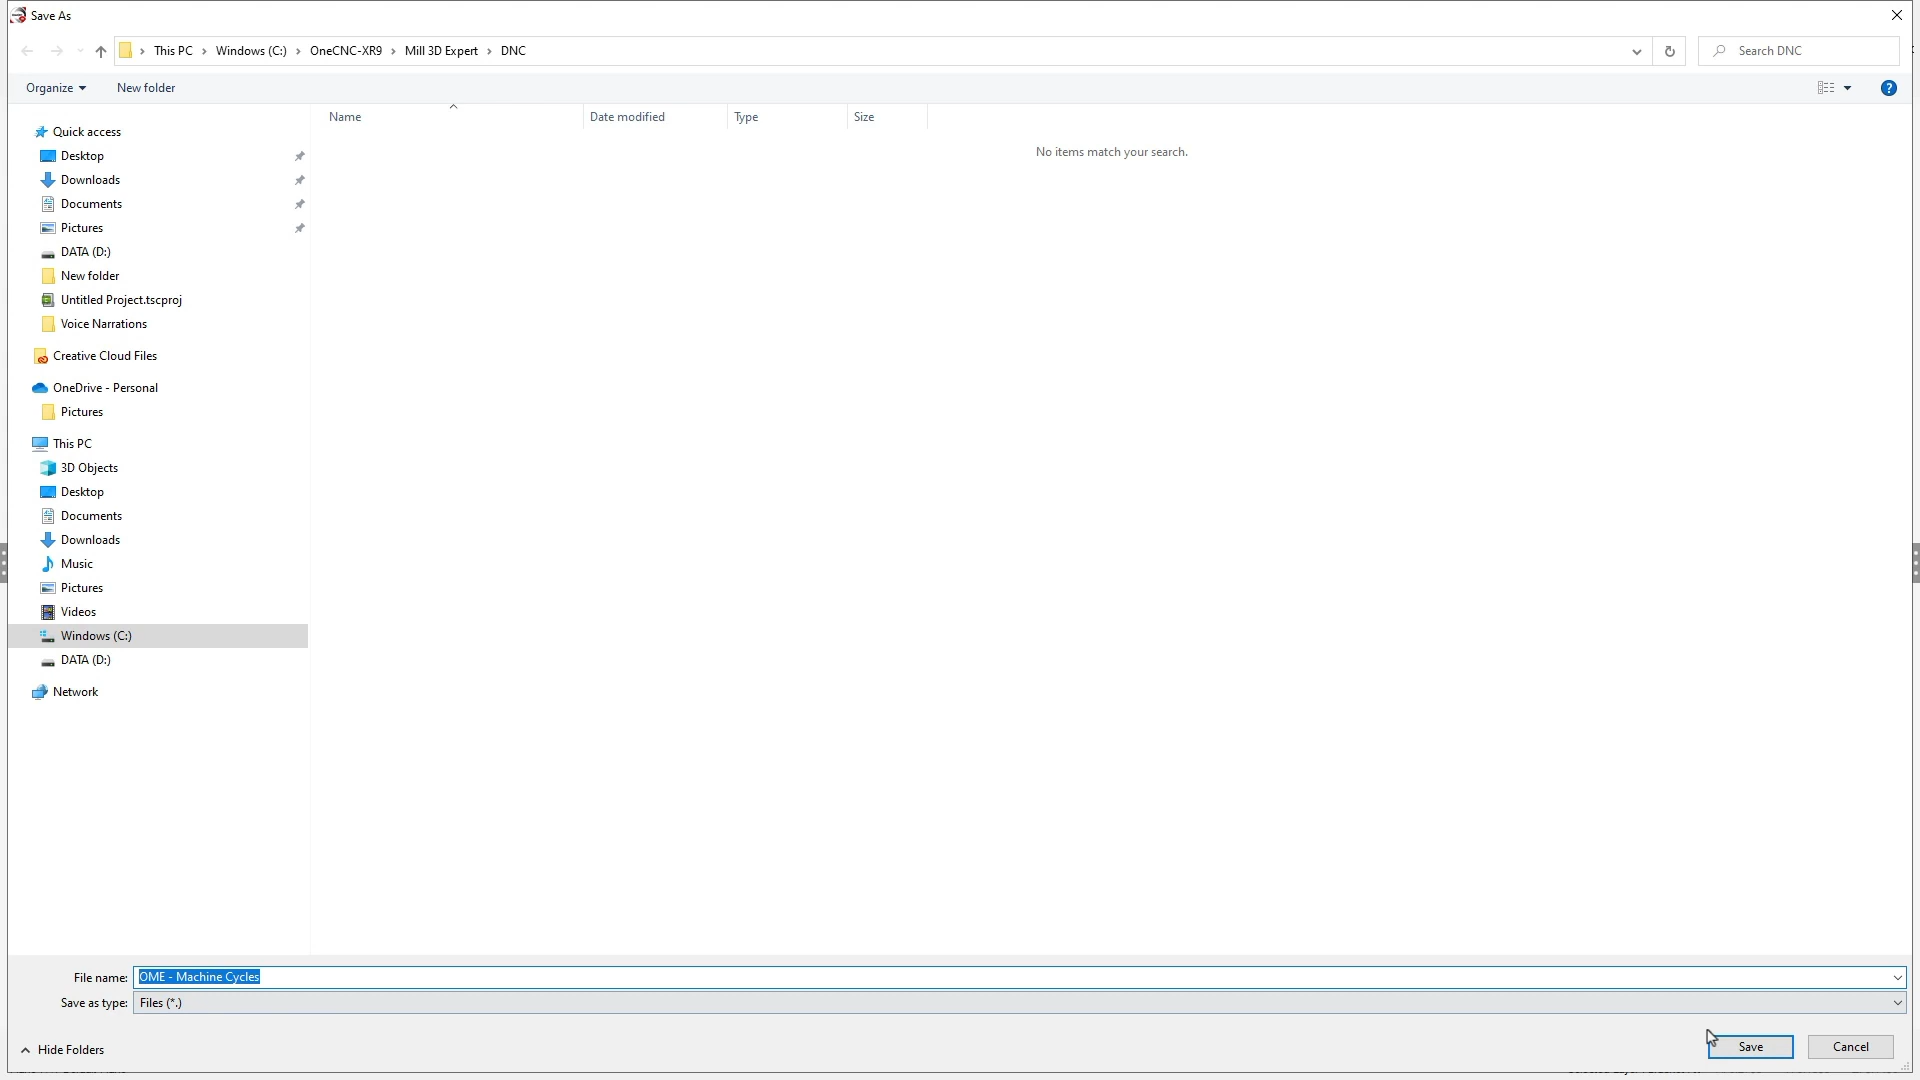 Save As
This PC
Windows (C:)
OneCNC-XR9
Mill 3D Expert
DNC
Search DNC
Organize
New folder
?
Name
Date modified
Type
Size
No items match your search.
Quick access
Desktop
Downloads
Documents
Pictures
DATA (D:)
New folder
Untitled Project.tscproj
Voice Narrations
Creative Cloud Files
OneDrive - Personal
Pictures
This PC
3D Objects
Desktop
Documents
Downloads
Music
Pictures
Videos
Windows (C:)
DATA (D:)
Network
File name: OME - Machine Cycles
Save as type: Files (*.)
Hide Folders
Save
Cancel